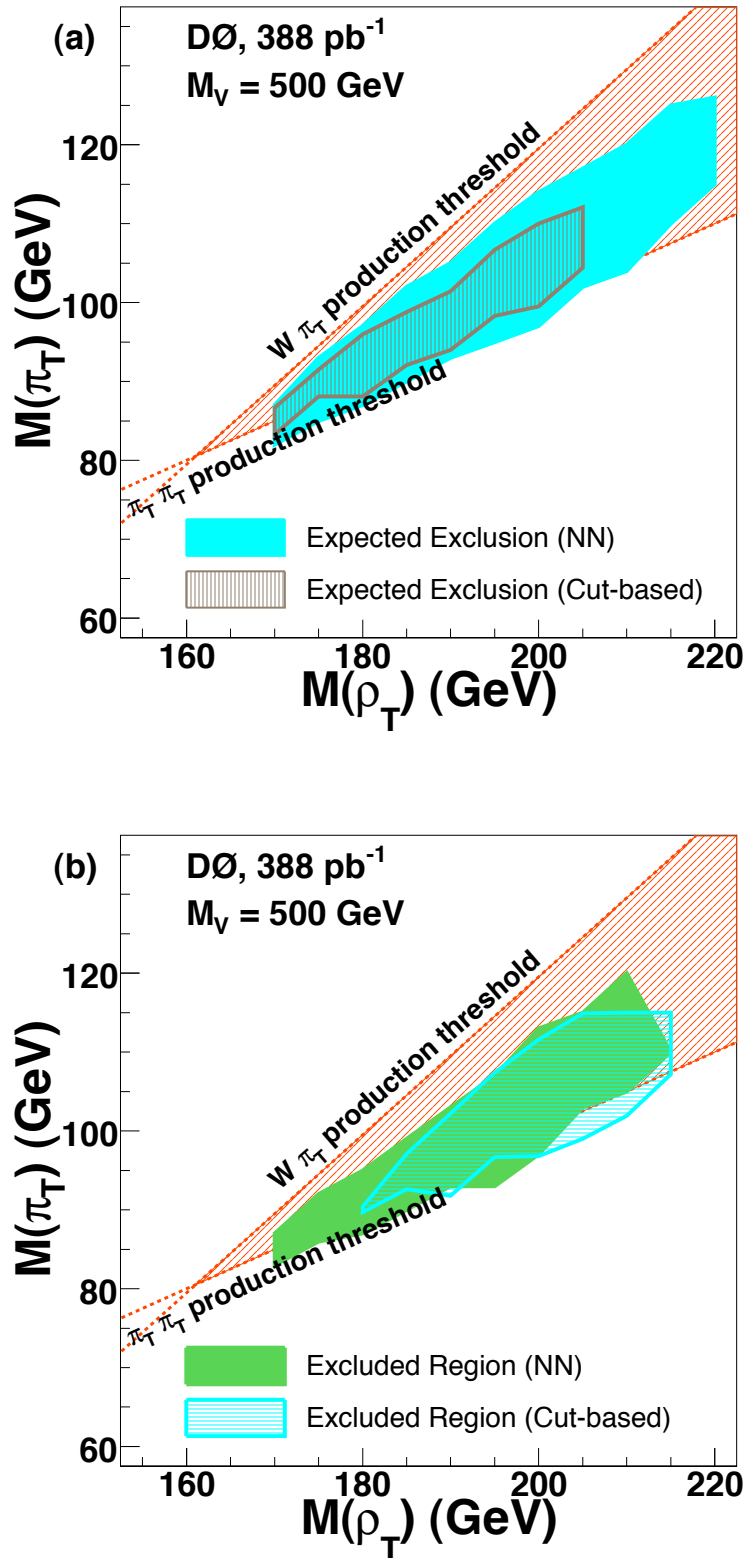 (a) DØ, 388 pb⁻¹
M_V = 500 GeV
W π_T production threshold
π_T π_T production threshold
M(π_T) (GeV)
120
100
80
60
Expected Exclusion (NN)
Expected Exclusion (Cut-based)
160 180 200 220
M(ρ_T) (GeV)
(b) DØ, 388 pb⁻¹
M_V = 500 GeV
W π_T production threshold
π_T π_T production threshold
M(π_T) (GeV)
120
100
80
60
Excluded Region (NN)
Excluded Region (Cut-based)
160 180 200 220
M(ρ_T) (GeV)